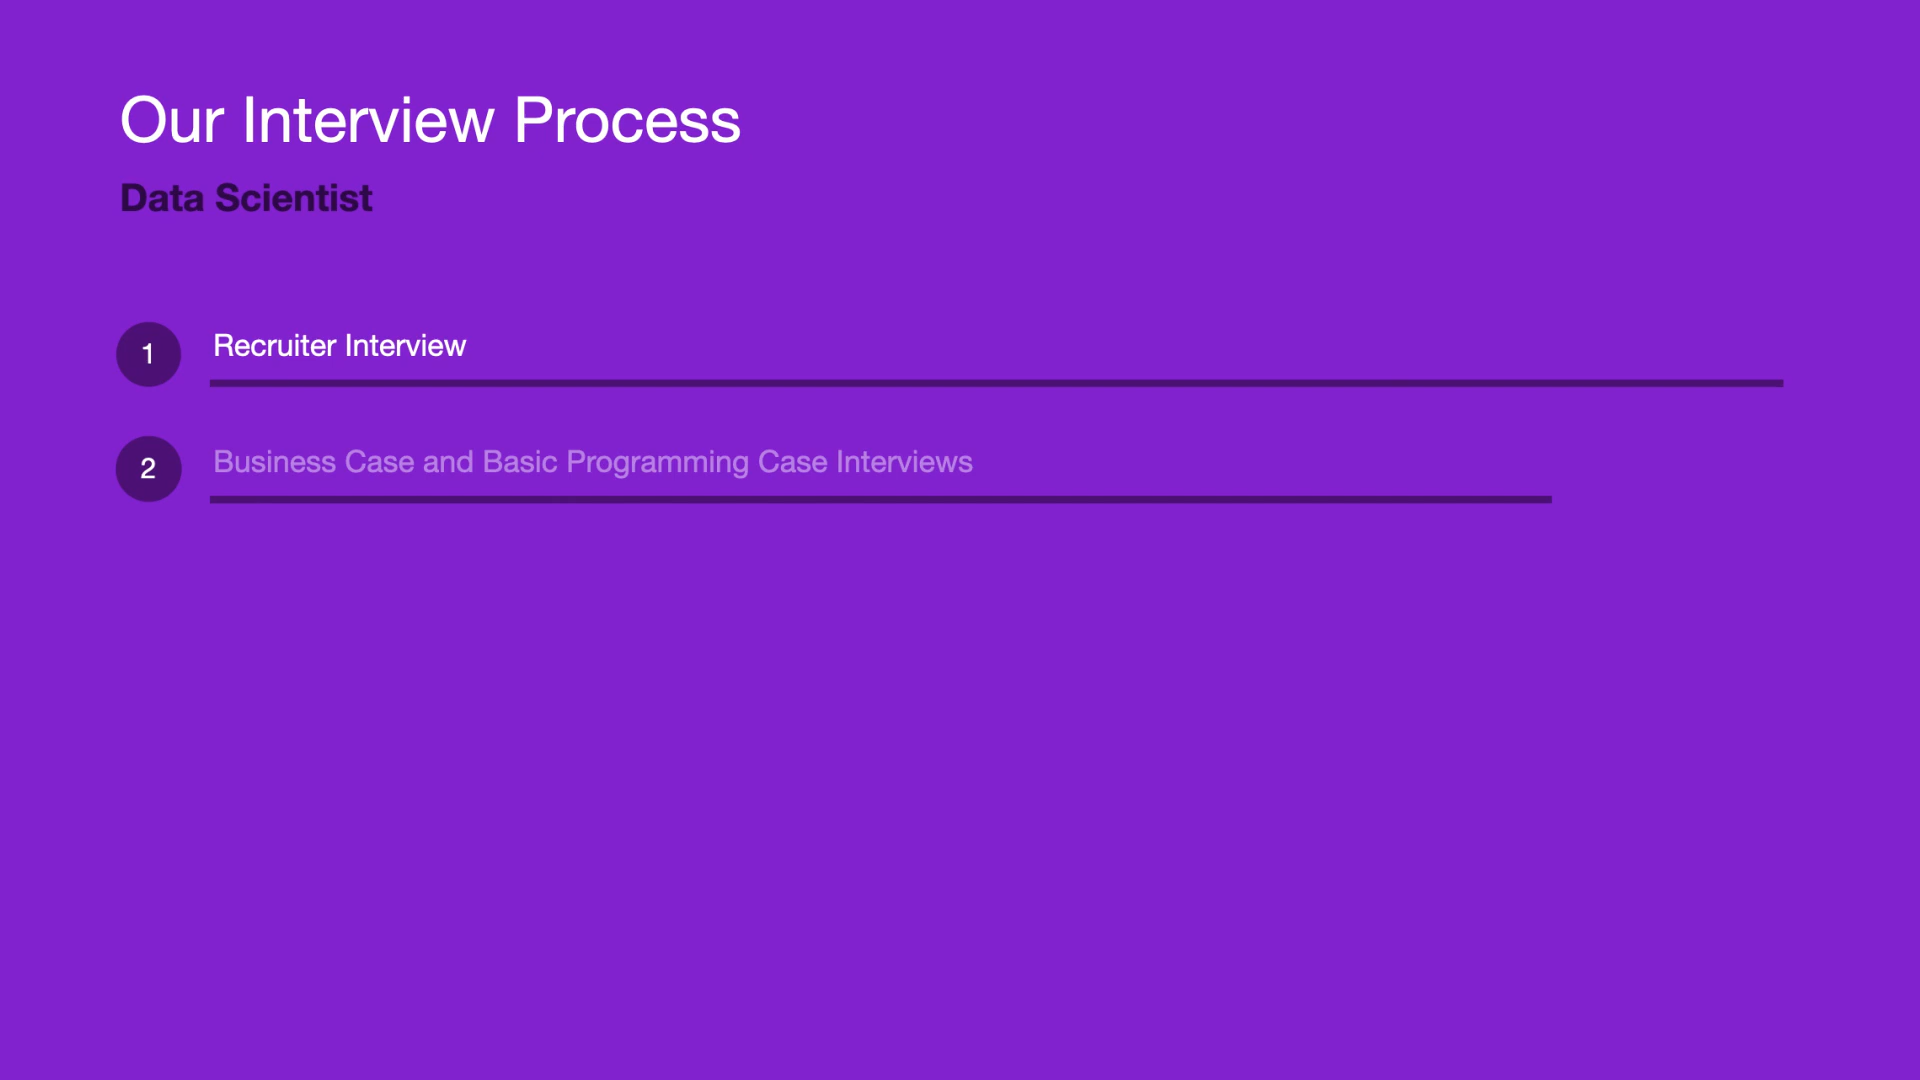 Our Interview Process
Data Scientist
1 Recruiter Interview
2 Business Case and Basic Programming Case Interviews